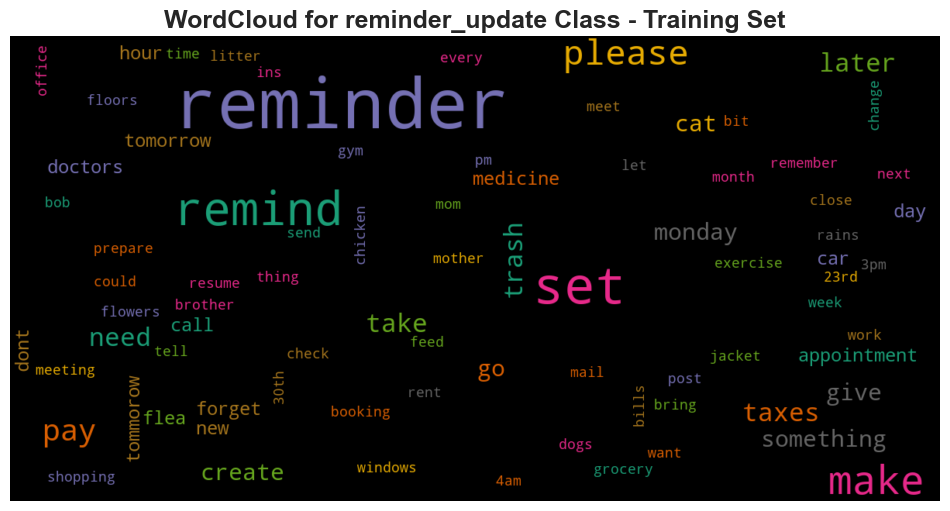 WordCloud for reminder_update Class - Training Set
office
hour
time
litter
ins
every
please
later
floors
reminder
meet
change
cat
bit
tomorrow
gym
doctors
pm
medicine
let
remember
month
next
bob
remind
mom
close
day
send
chicken
trash
monday
rains
prepare
mother
exercise
car
3pm
could
resume
thing
set
23rd
flowers
brother
week
dont
need
call
take
feed
work
tell
check
jacket
appointment
meeting
tommorow
30th
go
mail
post
rent
bills
bring
give
flea
forget
new
booking
taxes
pay
something
dogs
want
shopping
create
windows
4am
grocery
make